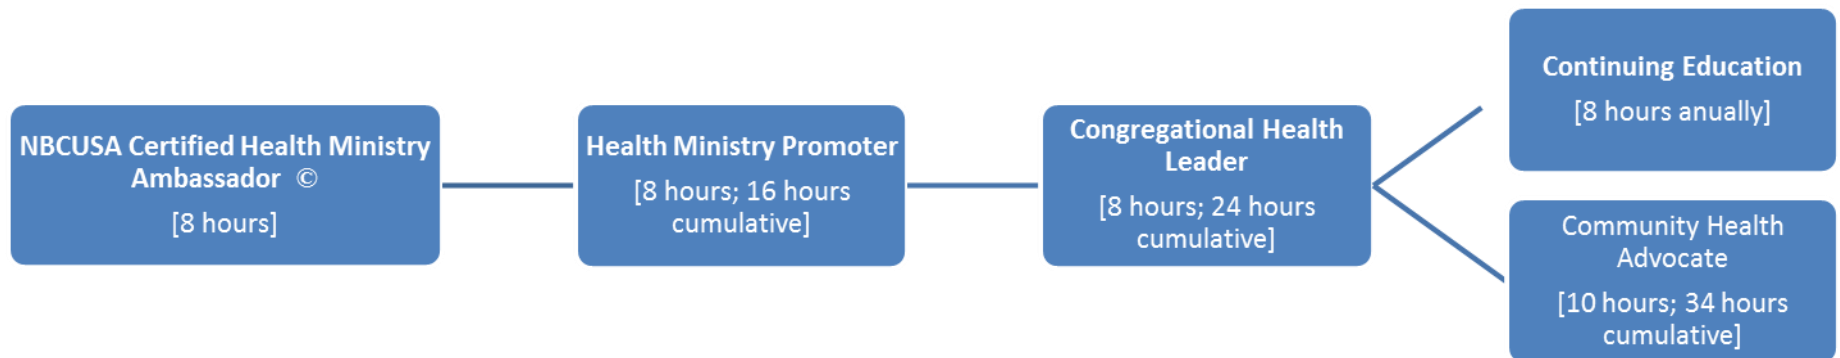 NBCUSA Certified Health Ministry
Ambassador ©
[8 hours]
Health Ministry Promoter
[8 hours; 16 hours
cumulative]
Congregational Health
Leader
[8 hours; 24 hours
cumulative]
Continuing Education
[8 hours anually]
Community Health
Advocate
[10 hours; 34 hours
cumulative]